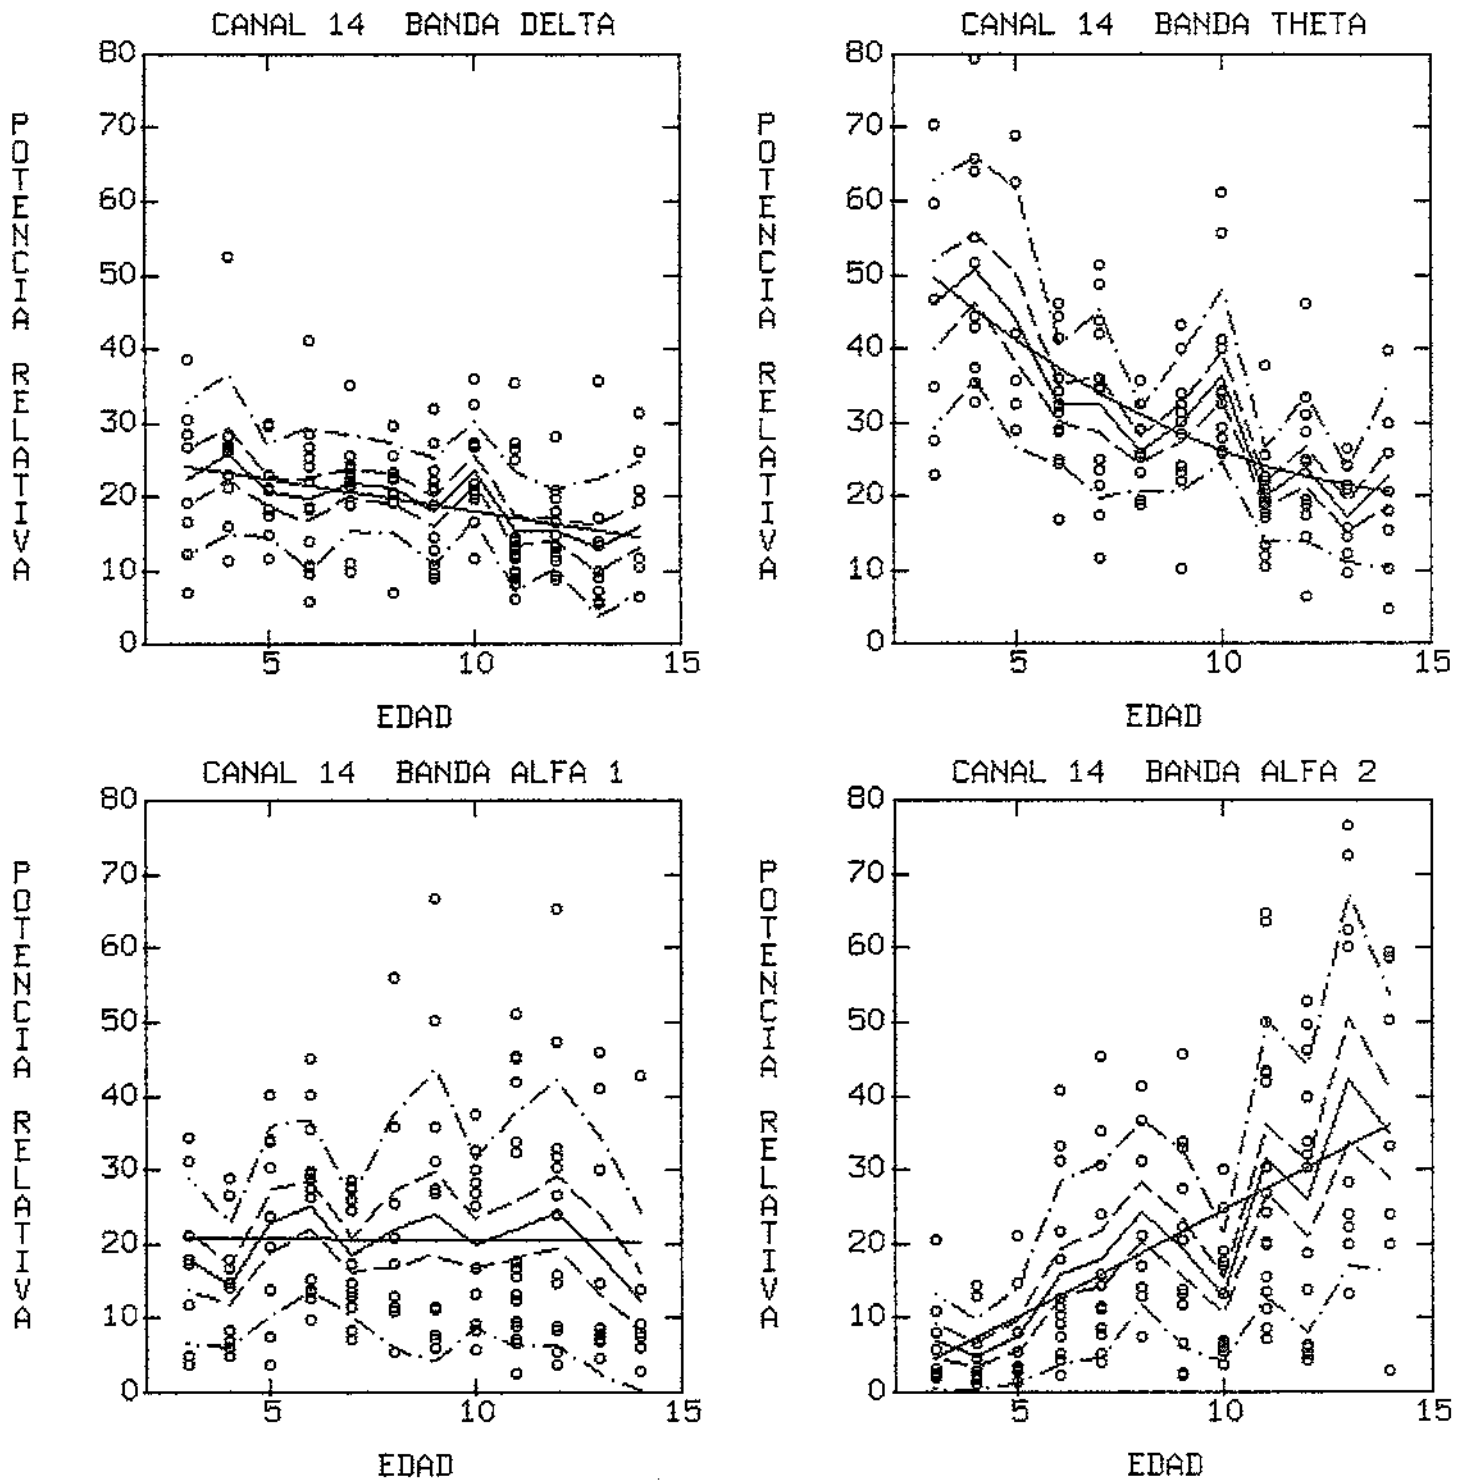 CANAL 14 BANDA DELTA
POTENCIA RELATIVA
80
70
60
50
40
30
20
10
0
5 10 15
EDAD
CANAL 14 BANDA THETA
POTENCIA RELATIVA
80
70
60
50
40
30
20
10
0
5 10 15
EDAD
CANAL 14 BANDA ALFA 1
POTENCIA RELATIVA
80
70
60
50
40
30
20
10
0
5 10 15
EDAD
CANAL 14 BANDA ALFA 2
POTENCIA RELATIVA
80
70
60
50
40
30
20
10
0
5 10 15
EDAD